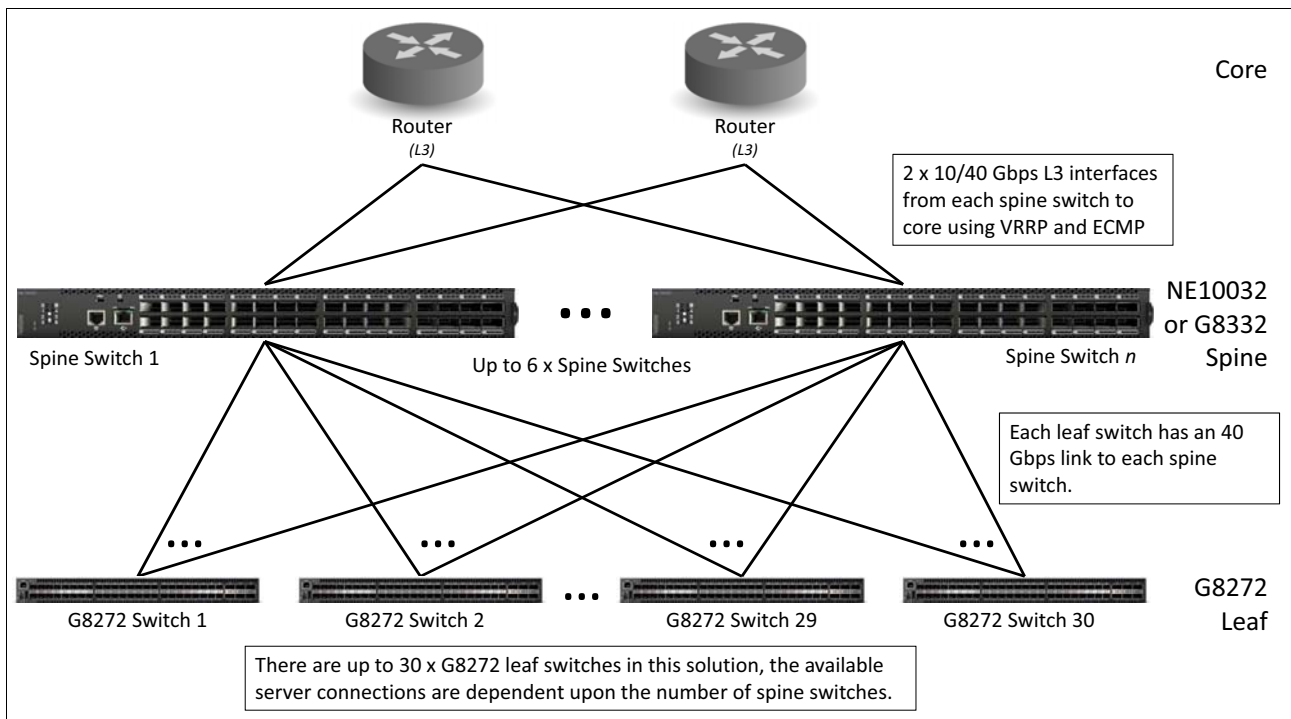 Core
Router
(L3)
Router
(L3)
2 x 10/40 Gbps L3 interfaces
from each spine switch to
core using VRRP and ECMP
NE10032
or G8332
Spine
Spine Switch 1
Up to 6 x Spine Switches
Spine Switch n
Each leaf switch has an 40
Gbps link to each spine
switch.
G8272 Switch 1
G8272 Switch 2
G8272 Switch 29
G8272 Switch 30
G8272
Leaf
There are up to 30 x G8272 leaf switches in this solution, the available
server connections are dependent upon the number of spine switches.